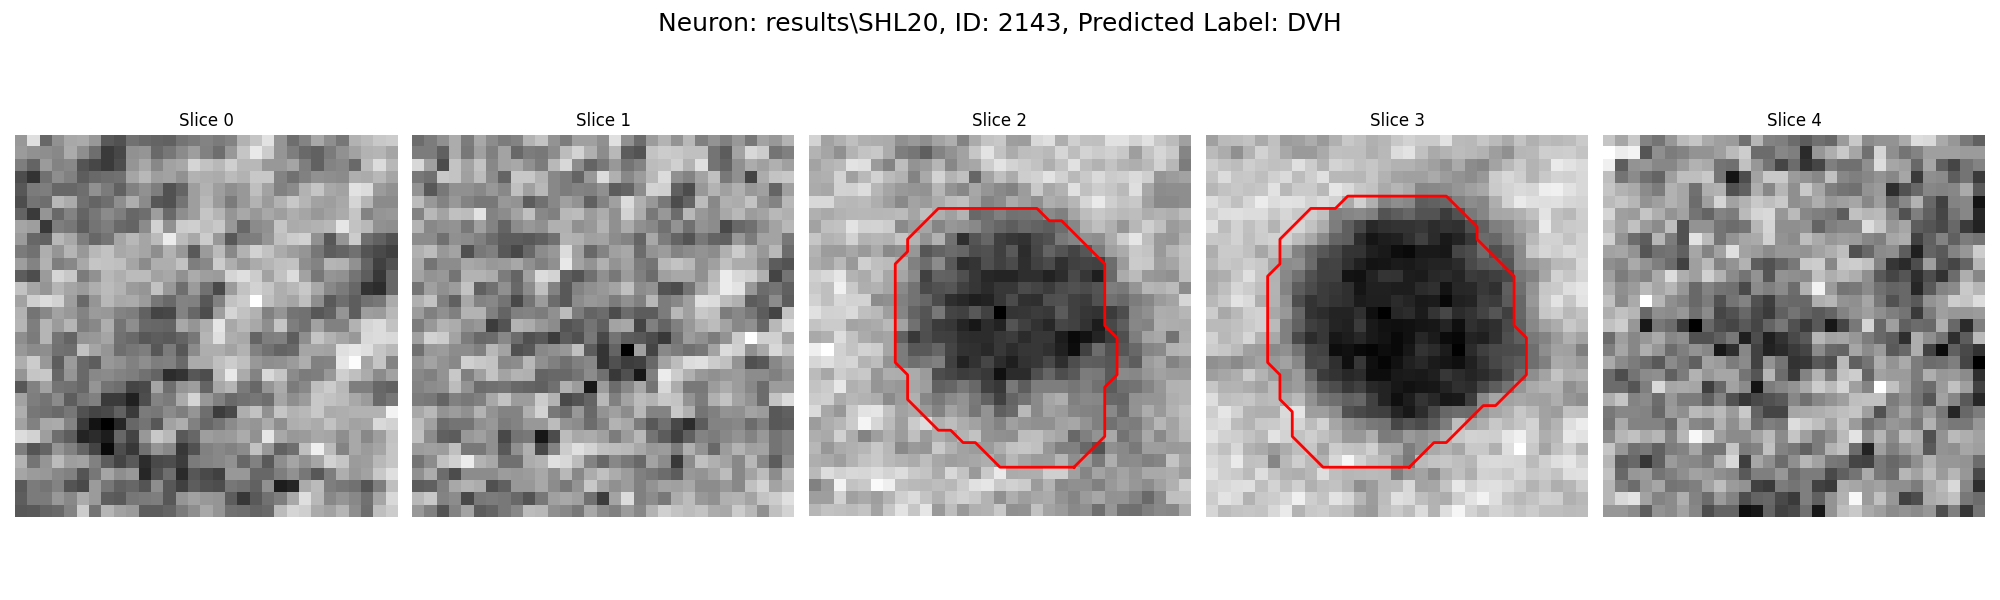 Neuron: results\SHL20, ID: 2143, Predicted Label: DVH
Slice 0
Slice 1
Slice 2
Slice 3
Slice 4